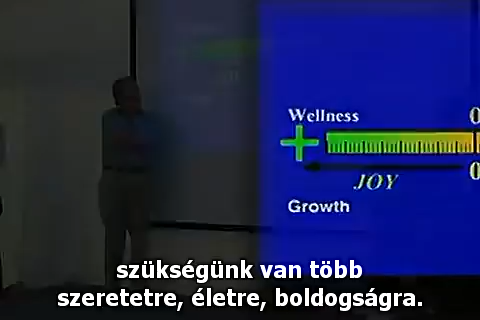 Wellness
0
+
JOY
0
Growth
szükségünk van több
szeretetre, életre, boldogságra.